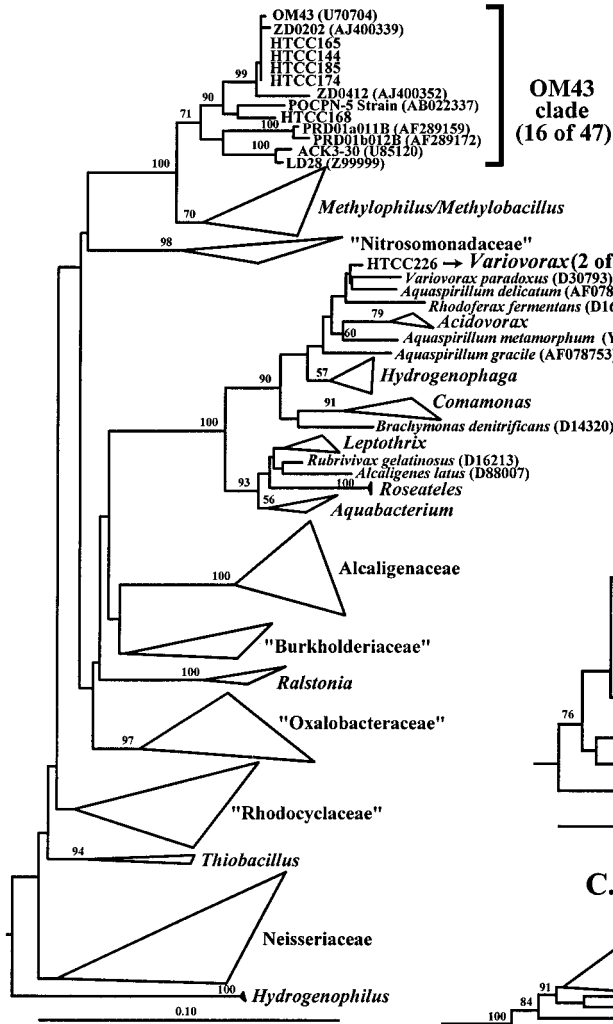 OM43 (U70704)
ZD0202 (AJ400339)
HTCC165
HTCC144
HTCC185
HTCC174
99
ZD0412 (AJ400352)
90
POCPN-5 Strain (AB022337)
HTCC168
71
100
PRD01a011B (AF289159)
PRD01b012B (AF289172)
100
ACK3-30 (U85120)
LD28 (Z99999)
OM43
clade
(16 of 47)
100
70
Methylophilus/Methylobacillus
98
"Nitrosomonadaceae"
HTCC226 → Variovorax (2 of
Variovorax paradoxus (D30793)
Aquaspirillum delicatum (AF078
Rhodoferax fermentans (D16
79
Acidovorax
60
Aquaspirillum metamorphum (Y
Aquaspirillum gracile (AF078753)
57
Hydrogenophaga
90
91
Comamonas
Brachymonas denitrificans (D14320)
100
Leptothrix
Rubrivivax gelatinosus (D16213)
Alcaligenes latus (D88007)
93
100
Roseateles
56
Aquabacterium
100
Alcaligenaceae
"Burkholderiaceae"
100
Ralstonia
"Oxalobacteraceae"
97
76
"Rhodocyclaceae"
94
Thiobacillus
C.
Neisseriaceae
100
Hydrogenophilus
0.10
91
84
100